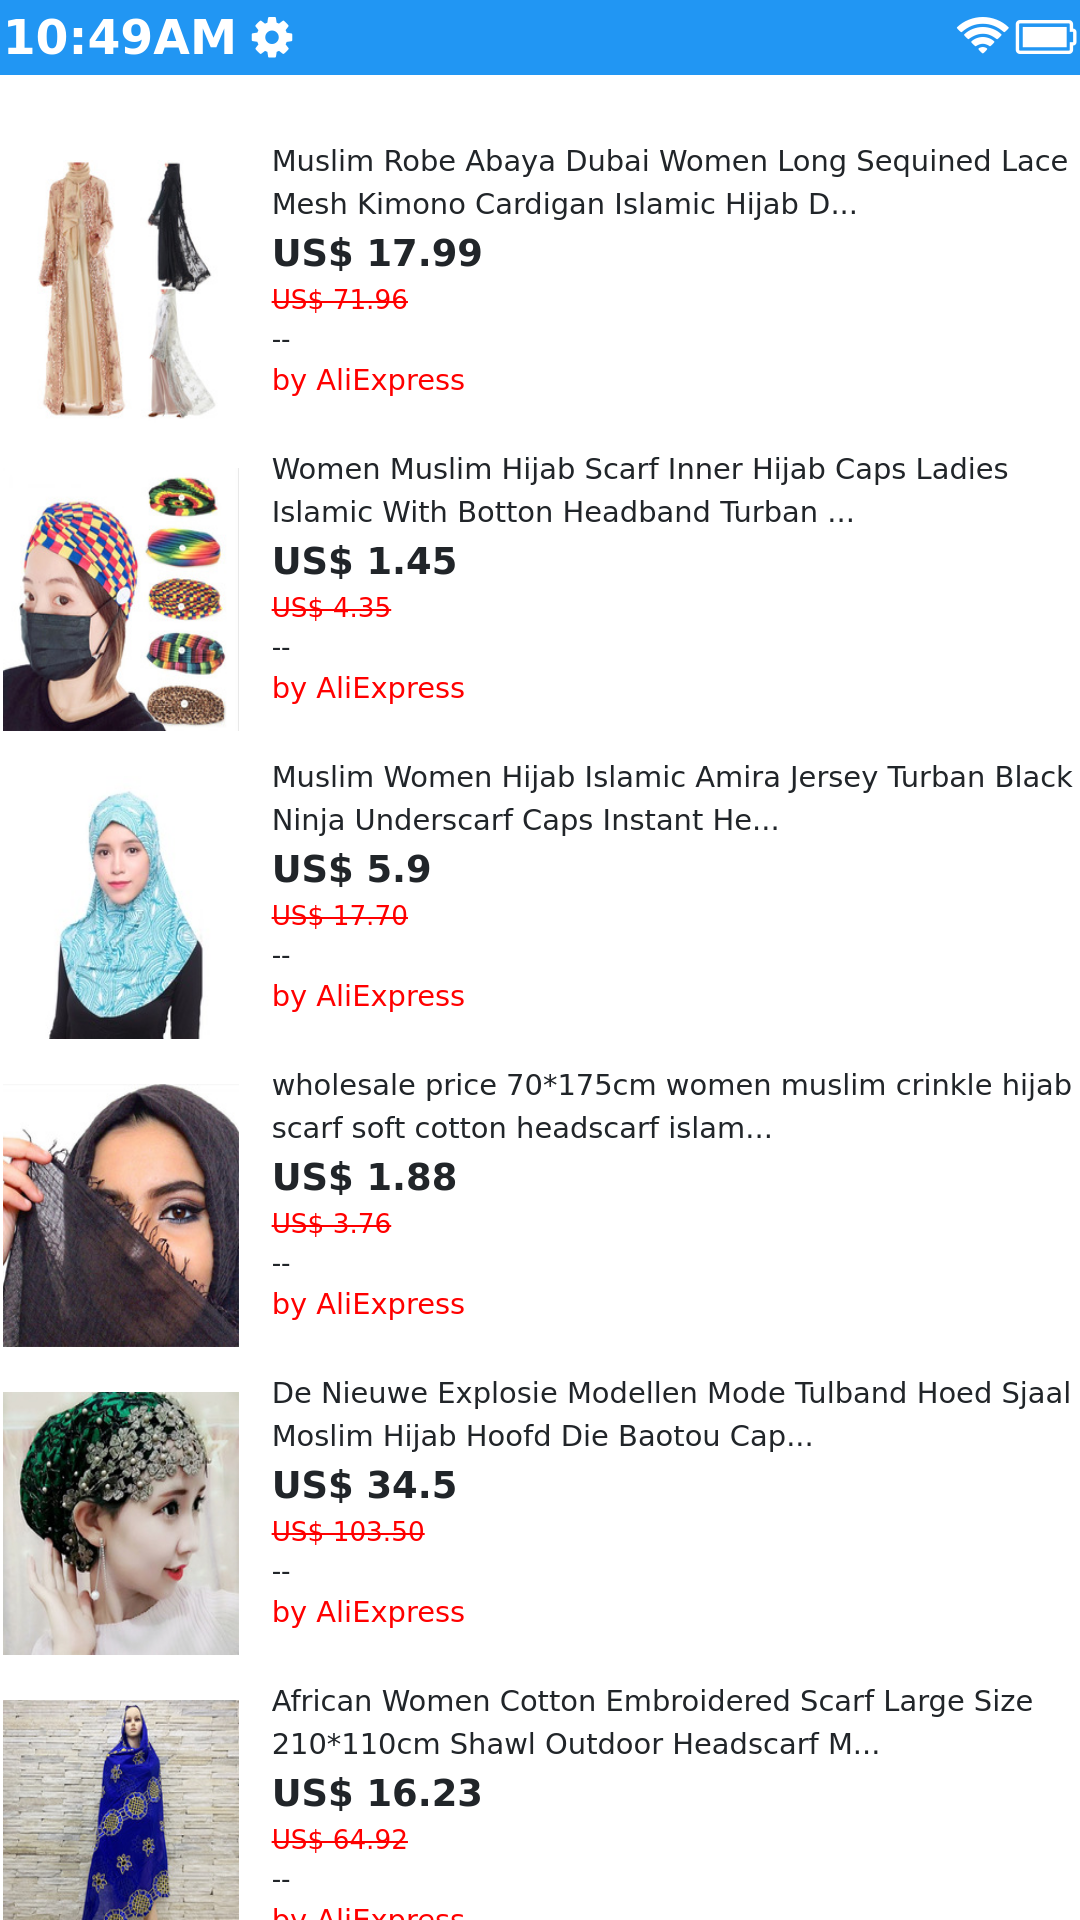 10:49AM
Muslim Robe Abaya Dubai Women Long Sequined Lace
Mesh Kimono Cardigan Islamic Hijab D...
US$ 17.99
US$ 71.96
--
by AliExpress
Women Muslim Hijab Scarf Inner Hijab Caps Ladies
Islamic With Botton Headband Turban ...
US$ 1.45
US$ 4.35
--
by AliExpress
Muslim Women Hijab Islamic Amira Jersey Turban Black
Ninja Underscarf Caps Instant He...
US$ 5.9
US$ 17.70
--
by AliExpress
wholesale price 70*175cm women muslim crinkle hijab
scarf soft cotton headscarf islam...
US$ 1.88
US$ 3.76
--
by AliExpress
De Nieuwe Explosie Modellen Mode Tulband Hoed Sjaal
Moslim Hijab Hoofd Die Baotou Cap...
US$ 34.5
US$ 103.50
--
by AliExpress
African Women Cotton Embroidered Scarf Large Size
210*110cm Shawl Outdoor Headscarf M...
US$ 16.23
US$ 64.92
--
by AliExpress